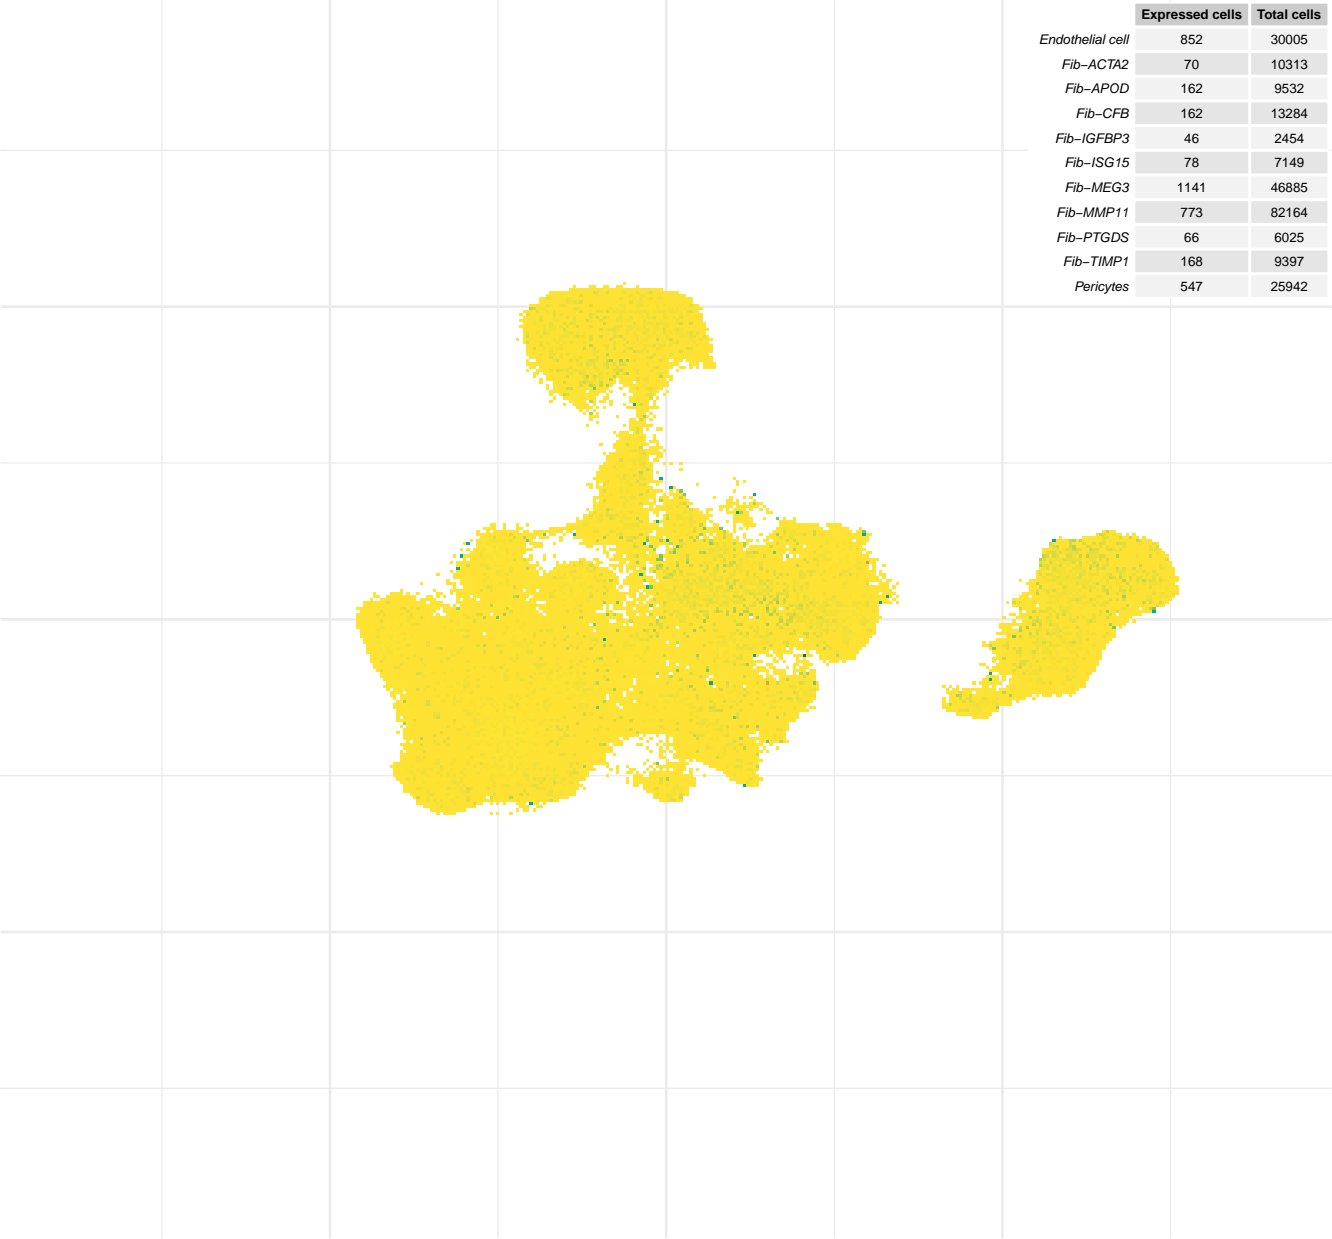 Expressed cells Total cells
Endothelial cell 852 30005
Fib−ACTA2 70 10313
Fib−APOD 162 9532
Fib−CFB 162 13284
Fib−IGFBP3 46 2454
Fib−ISG15 78 7149
Fib−MEG3 1141 46885
Fib−MMP11 773 82164
Fib−PTGDS 66 6025
Fib−TIMP1 168 9397
Pericytes 547 25942